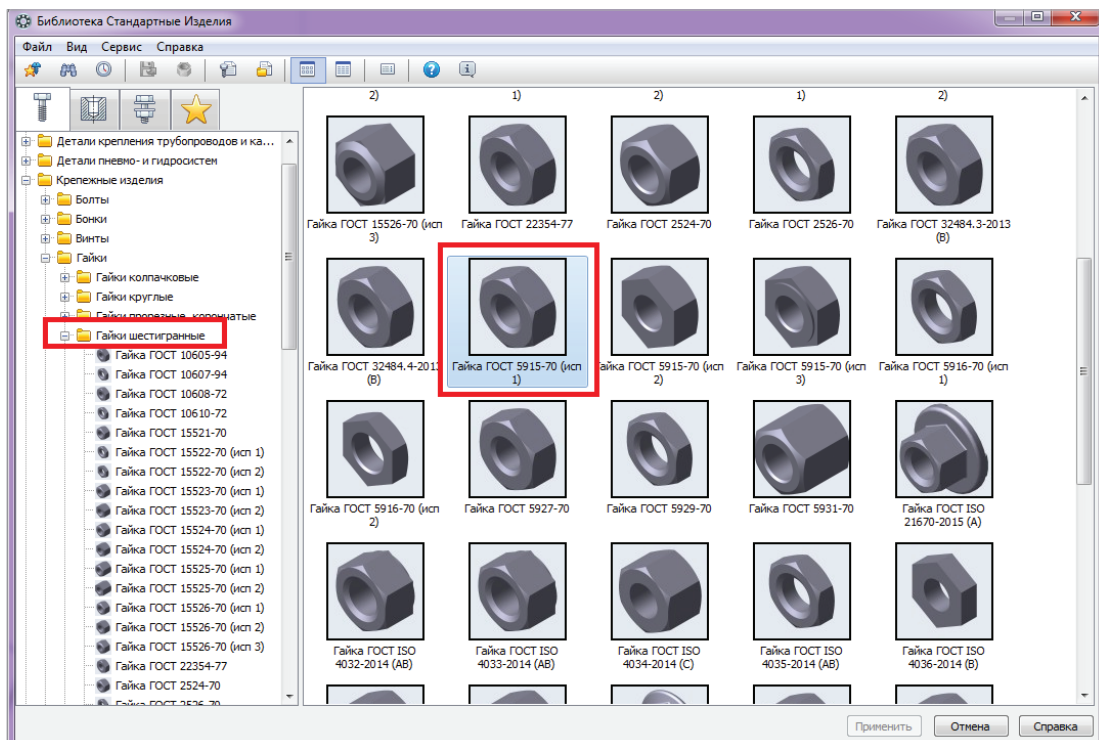 Библиотека Стандартные Изделия
Файл Вид Сервис Справка
Детали крепления трубопроводов и ка...
Детали пневмо- и гидросистем
Крепежные изделия
Болты
Бонки
Винты
Гайки
Гайки колпачковые
Гайки круглые
Гайки прорезные корончатые
Гайки шестигранные
Гайка ГОСТ 10605-94
Гайка ГОСТ 10607-94
Гайка ГОСТ 10608-72
Гайка ГОСТ 10610-72
Гайка ГОСТ 15521-70
Гайка ГОСТ 15522-70 (исп 1)
Гайка ГОСТ 15522-70 (исп 2)
Гайка ГОСТ 15523-70 (исп 1)
Гайка ГОСТ 15523-70 (исп 2)
Гайка ГОСТ 15524-70 (исп 1)
Гайка ГОСТ 15524-70 (исп 2)
Гайка ГОСТ 15525-70 (исп 1)
Гайка ГОСТ 15525-70 (исп 2)
Гайка ГОСТ 15526-70 (исп 1)
Гайка ГОСТ 15526-70 (исп 2)
Гайка ГОСТ 15526-70 (исп 3)
Гайка ГОСТ 22354-77
Гайка ГОСТ 2524-70
Гайка ГОСТ 2526-70
2) 1) 2) 1) 2)
Гайка ГОСТ 15526-70 (исп
3)
Гайка ГОСТ 22354-77
Гайка ГОСТ 2524-70
Гайка ГОСТ 2526-70
Гайка ГОСТ 32484.3-2013
(B)
Гайка ГОСТ 32484.4-2013
(B)
Гайка ГОСТ 5915-70 (исп
1)
Гайка ГОСТ 5915-70 (исп
2)
Гайка ГОСТ 5915-70 (исп
3)
Гайка ГОСТ 5916-70 (исп
1)
Гайка ГОСТ 5916-70 (исп
2)
Гайка ГОСТ 5927-70
Гайка ГОСТ 5929-70
Гайка ГОСТ 5931-70
Гайка ГОСТ ISO
21670-2015 (A)
Гайка ГОСТ ISO
4032-2014 (AB)
Гайка ГОСТ ISO
4033-2014 (AB)
Гайка ГОСТ ISO
4034-2014 (C)
Гайка ГОСТ ISO
4035-2014 (AB)
Гайка ГОСТ ISO
4036-2014 (B)
Применить Отмена Справка